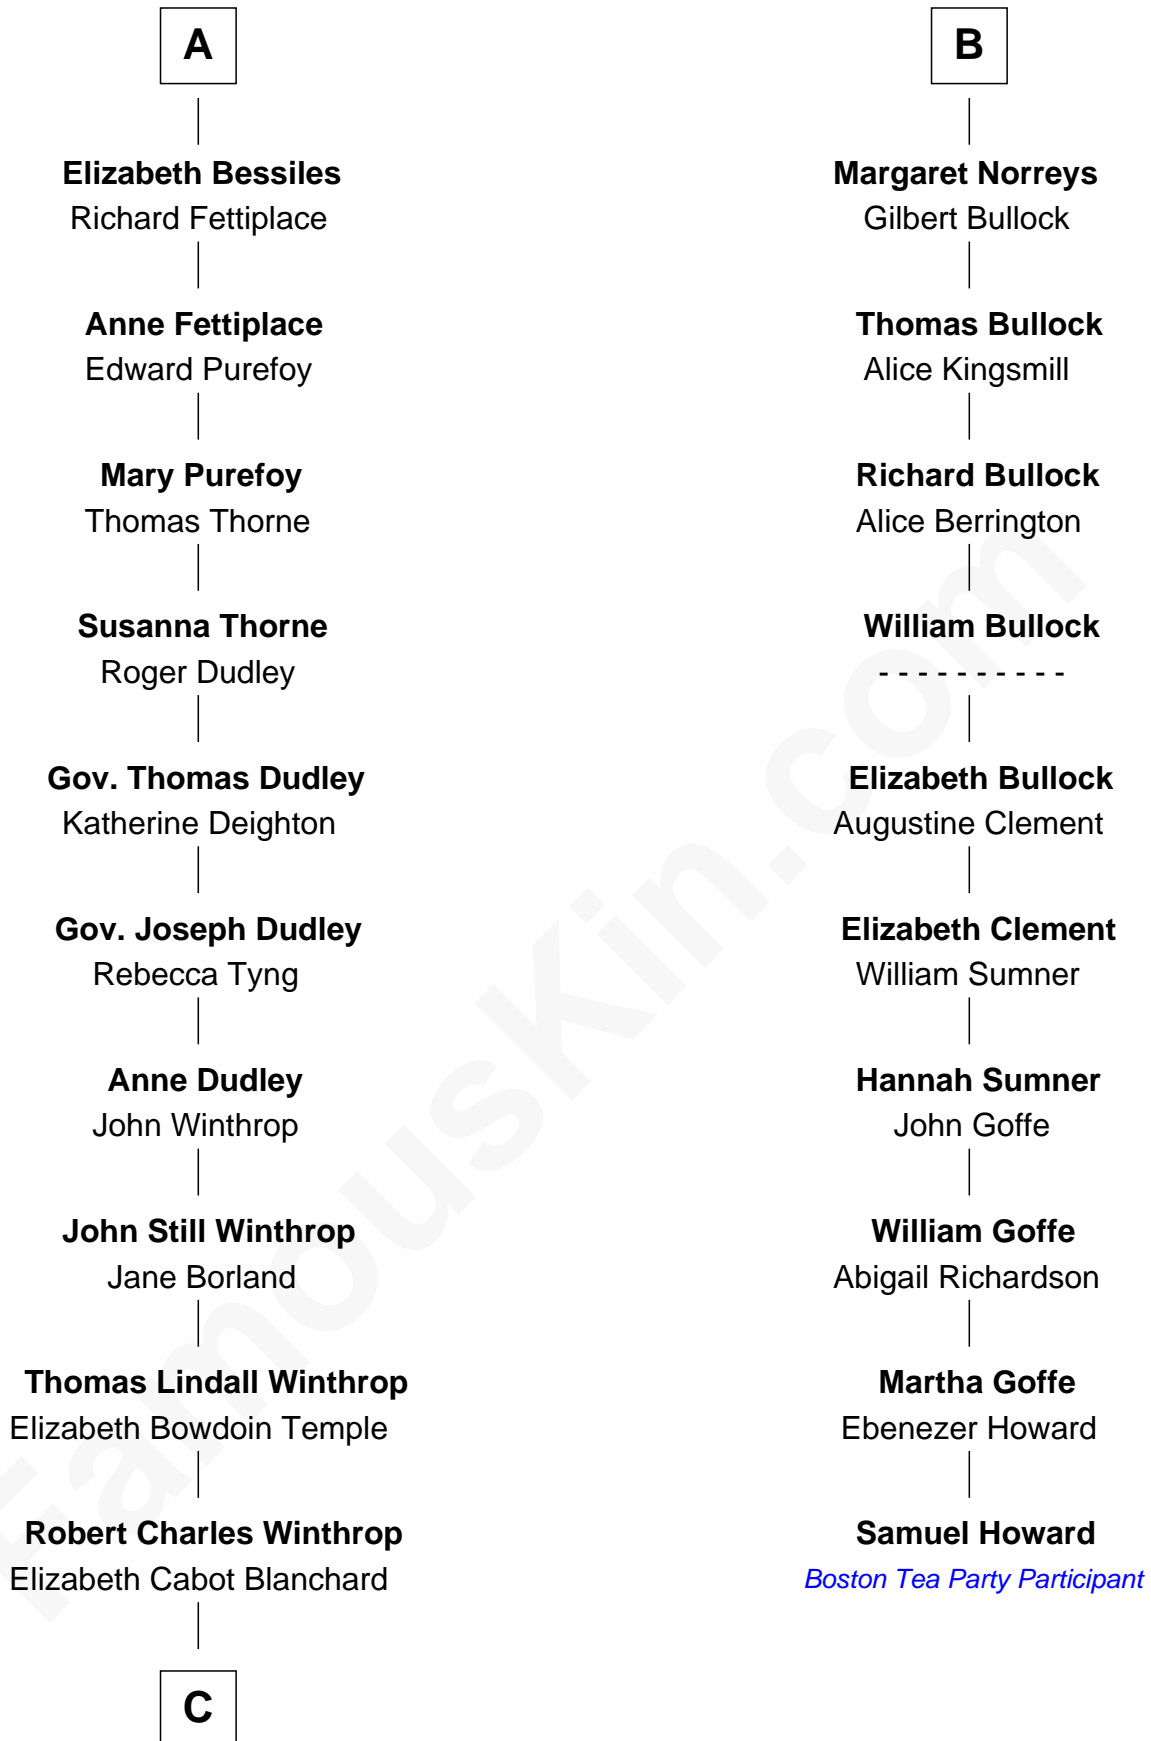 A
Elizabeth Bessiles
Richard Fettiplace
Anne Fettiplace
Edward Purefoy
Mary Purefoy
Thomas Thorne
Susanna Thorne
Roger Dudley
Gov. Thomas Dudley
Katherine Deighton
Gov. Joseph Dudley
Rebecca Tyng
Anne Dudley
John Winthrop
John Still Winthrop
Jane Borland
Thomas Lindall Winthrop
Elizabeth Bowdoin Temple
Robert Charles Winthrop
Elizabeth Cabot Blanchard
C
B
Margaret Norreys
Gilbert Bullock
Thomas Bullock
Alice Kingsmill
Richard Bullock
Alice Berrington
William Bullock
- - - - - - - - - -
Elizabeth Bullock
Augustine Clement
Elizabeth Clement
William Sumner
Hannah Sumner
John Goffe
William Goffe
Abigail Richardson
Martha Goffe
Ebenezer Howard
Samuel Howard
Boston Tea Party Participant
FamousKin.com